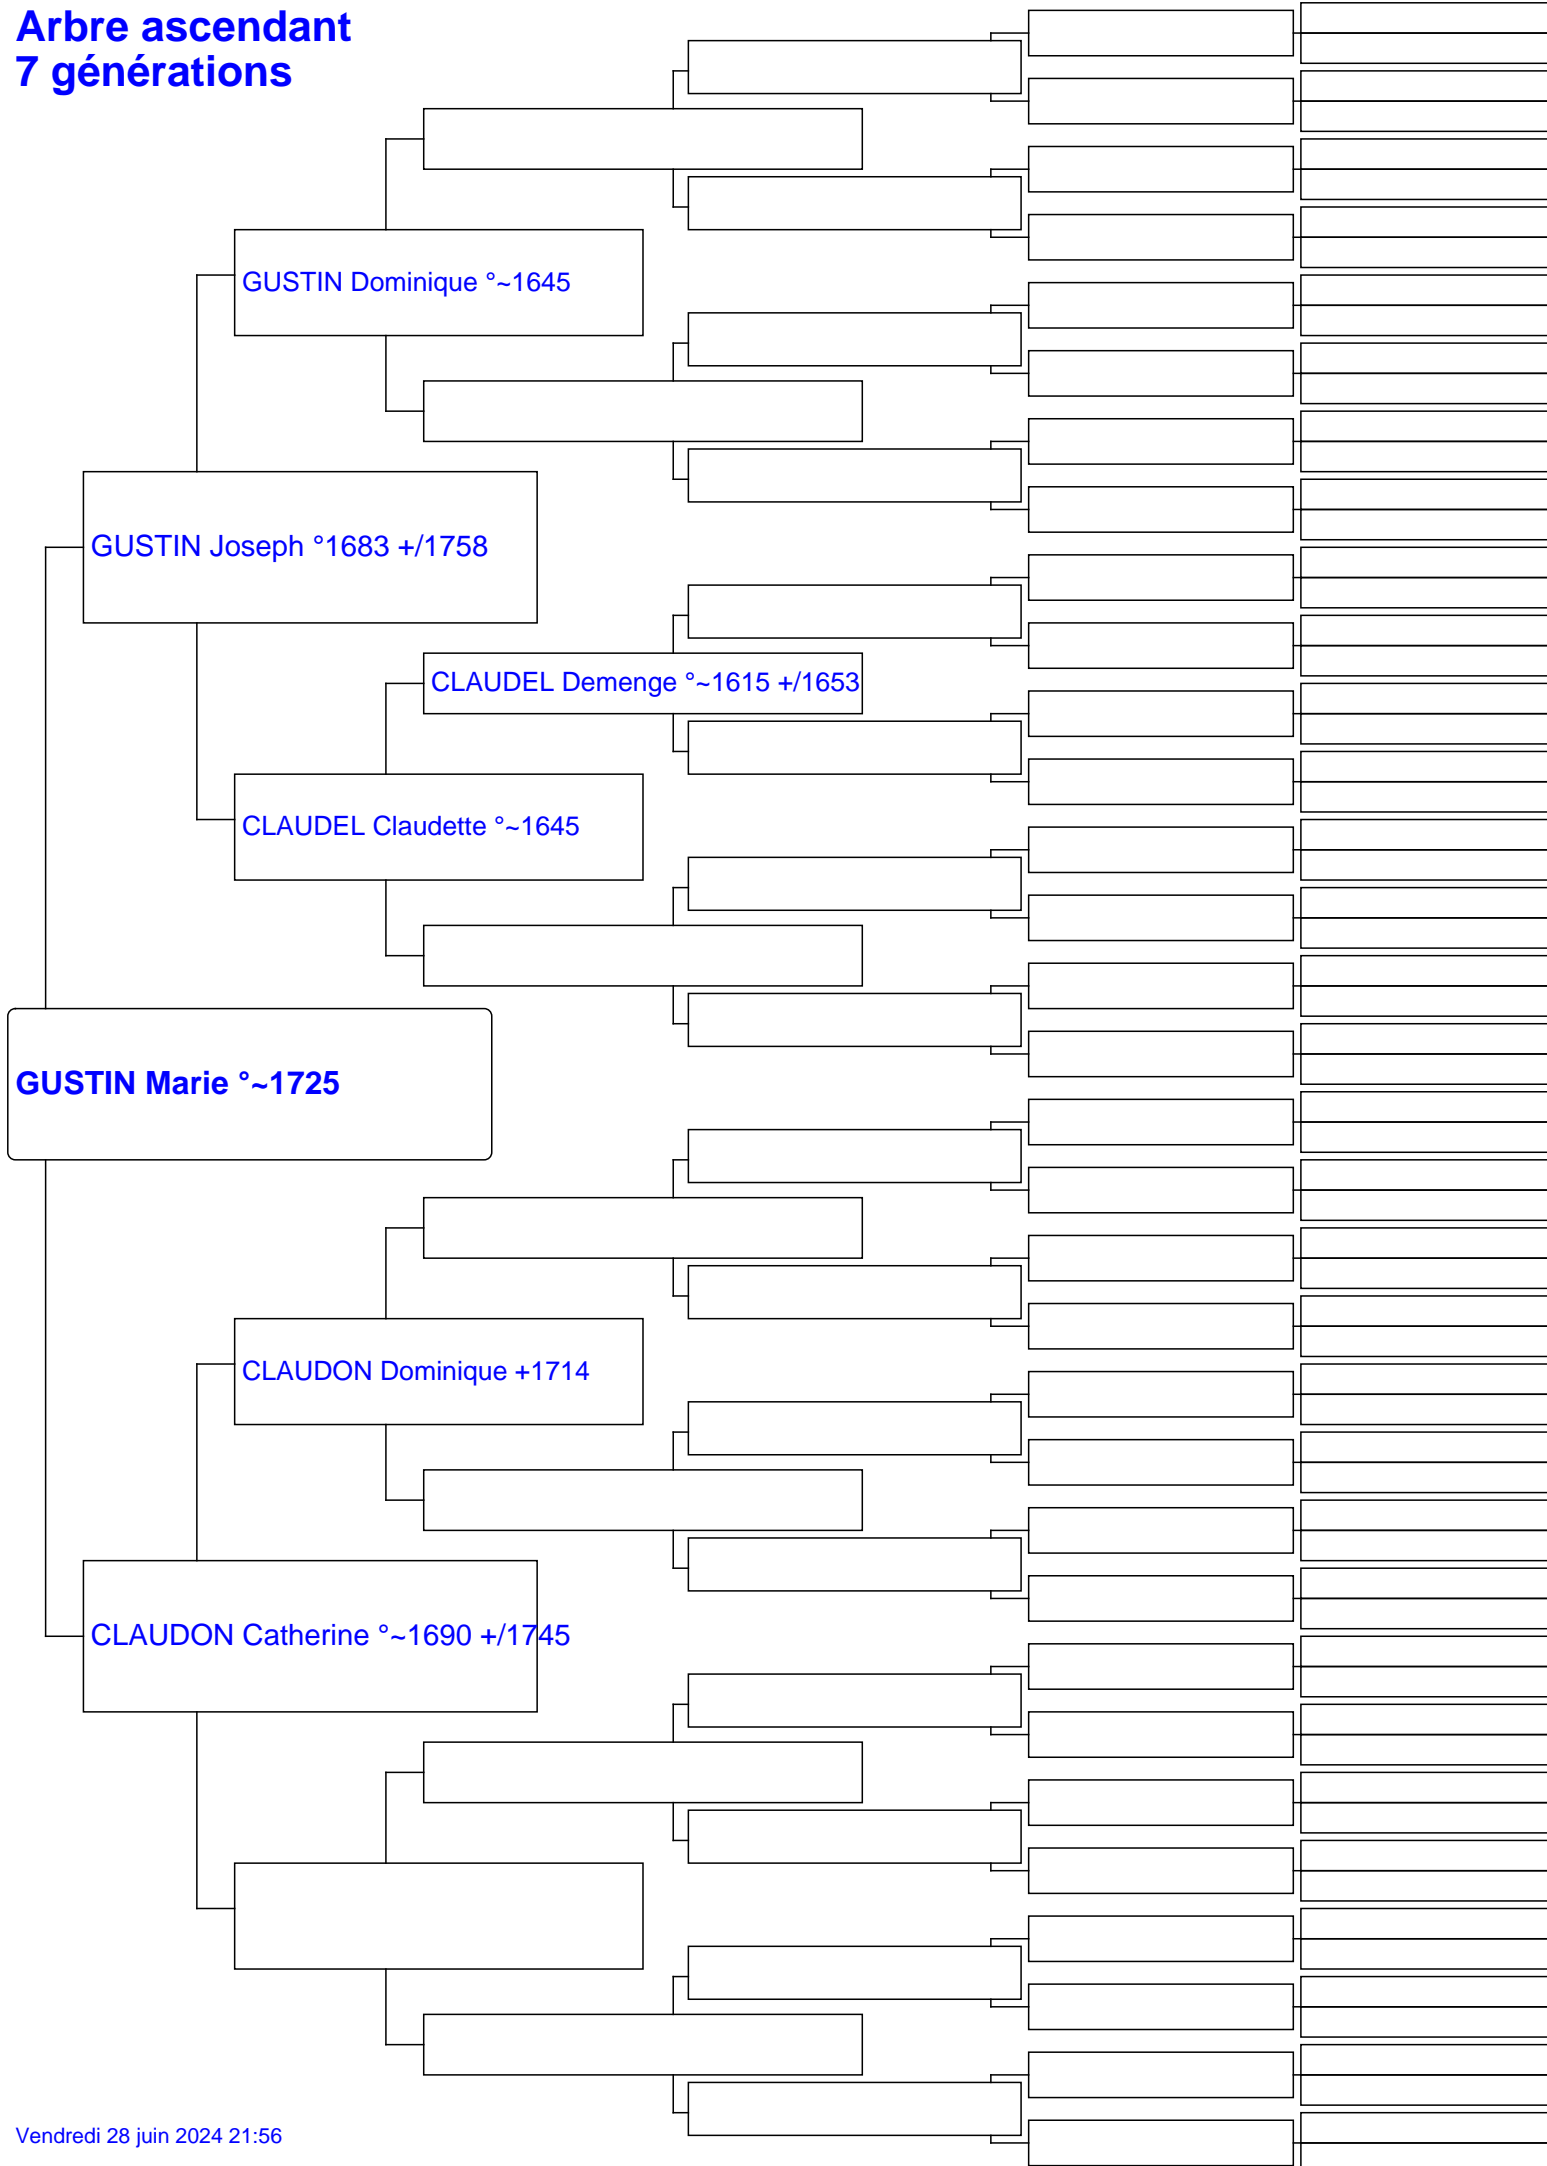 Arbre ascendant
7 générations
GUSTIN Dominique °~1645
GUSTIN Joseph °1683 +/1758
CLAUDEL Demenge °~1615 +/1653
CLAUDEL Claudette °~1645
GUSTIN Marie °~1725
CLAUDON Dominique +1714
CLAUDON Catherine °~1690 +/1745
Vendredi 28 juin 2024 21:56